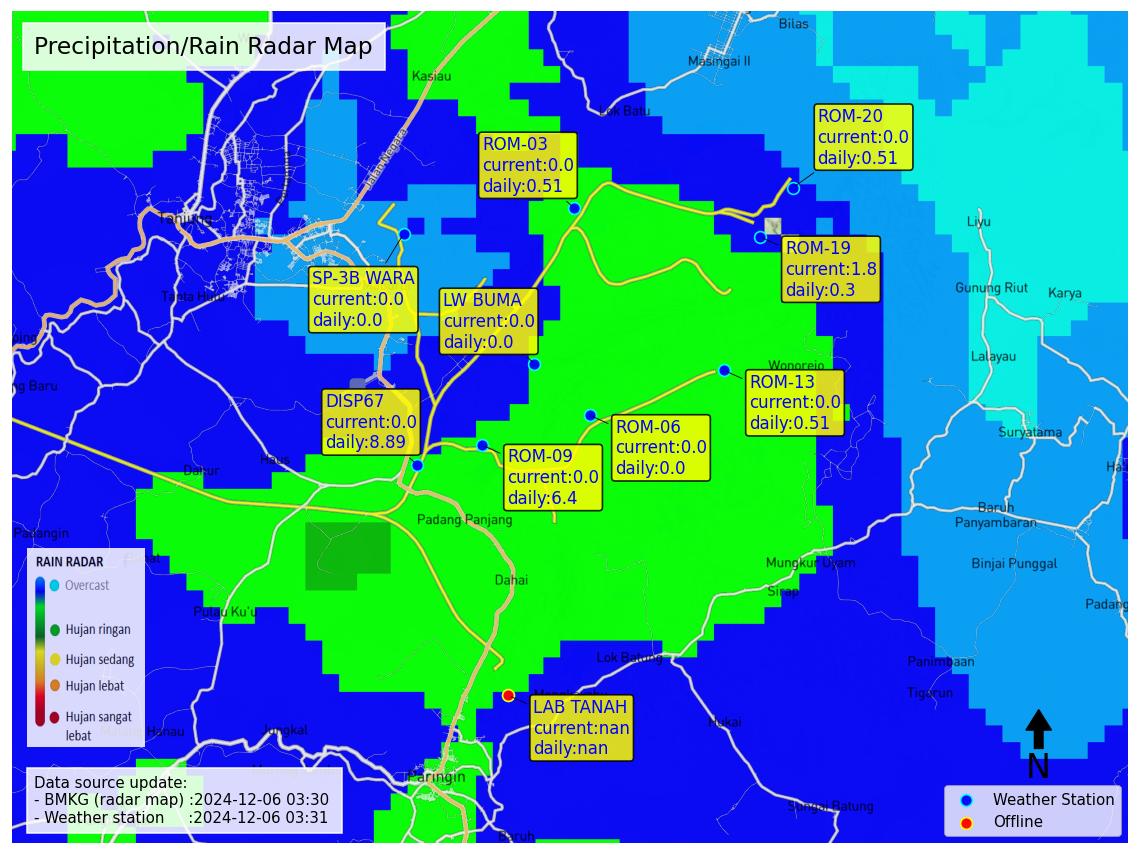 Precipitation/Rain Radar Map
Bilas
Masingai II
Kasiau
Lok Batu
Jalan Negara
ROM-20
current:0.0
daily:0.51
ROM-03
current:0.0
daily:0.51
Tanjung
Liyu
ROM-19
current:1.8
daily:0.3
SP-3B WARA
current:0.0
daily:0.0
LW BUMA
current:0.0
daily:0.0
Gunung Riut
Karya
Lalayau
Wonorejo
ROM-13
current:0.0
daily:0.51
DISP67
current:0.0
daily:8.89
ROM-06
current:0.0
daily:0.0
ROM-09
current:0.0
daily:6.4
ng Baru
Suryatama
Haus
Dahur
Padang Panjang
Baruh
Panyambaran
Padangin
Mungkur Uyam
Binjai Punggal
Dahai
Sirap
Padang
Pulau Ku'u
RAIN RADAR
Overcast
Hujan ringan
Hujan sedang
Hujan lebat
Hujan sangat
lebat
Lok Batung
Panimbaan
Tigarun
LAB TANAH
current:nan
daily:nan
Hukai
Jungkal
Hanau
Paringin
Sungai Batung
Baruh
Data source update:
- BMKG (radar map) :2024-12-06 03:30
- Weather station :2024-12-06 03:31
N
Weather Station
Offline